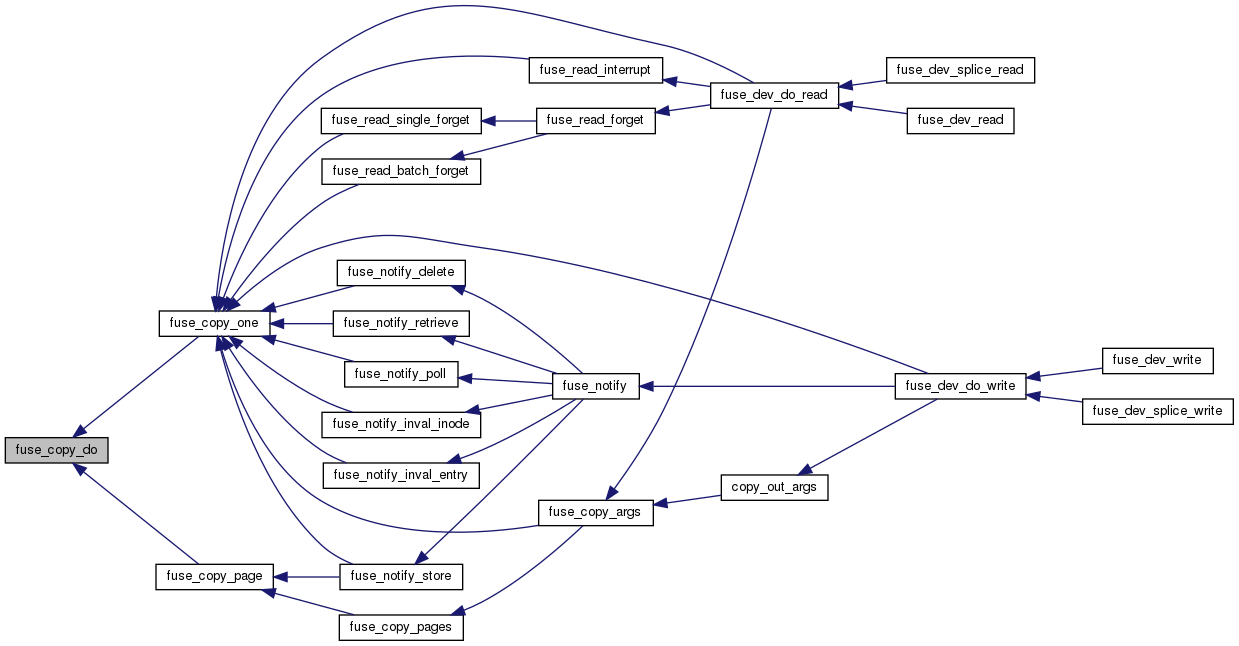 fuse_read_interrupt
fuse_dev_splice_read
fuse_dev_do_read
fuse_read_single_forget
fuse_read_forget
fuse_dev_read
fuse_read_batch_forget
fuse_notify_delete
fuse_copy_one
fuse_notify_retrieve
fuse_notify_poll
fuse_notify
fuse_dev_do_write
fuse_dev_write
fuse_dev_splice_write
fuse_notify_inval_inode
fuse_copy_do
fuse_notify_inval_entry
copy_out_args
fuse_copy_args
fuse_copy_page
fuse_notify_store
fuse_copy_pages